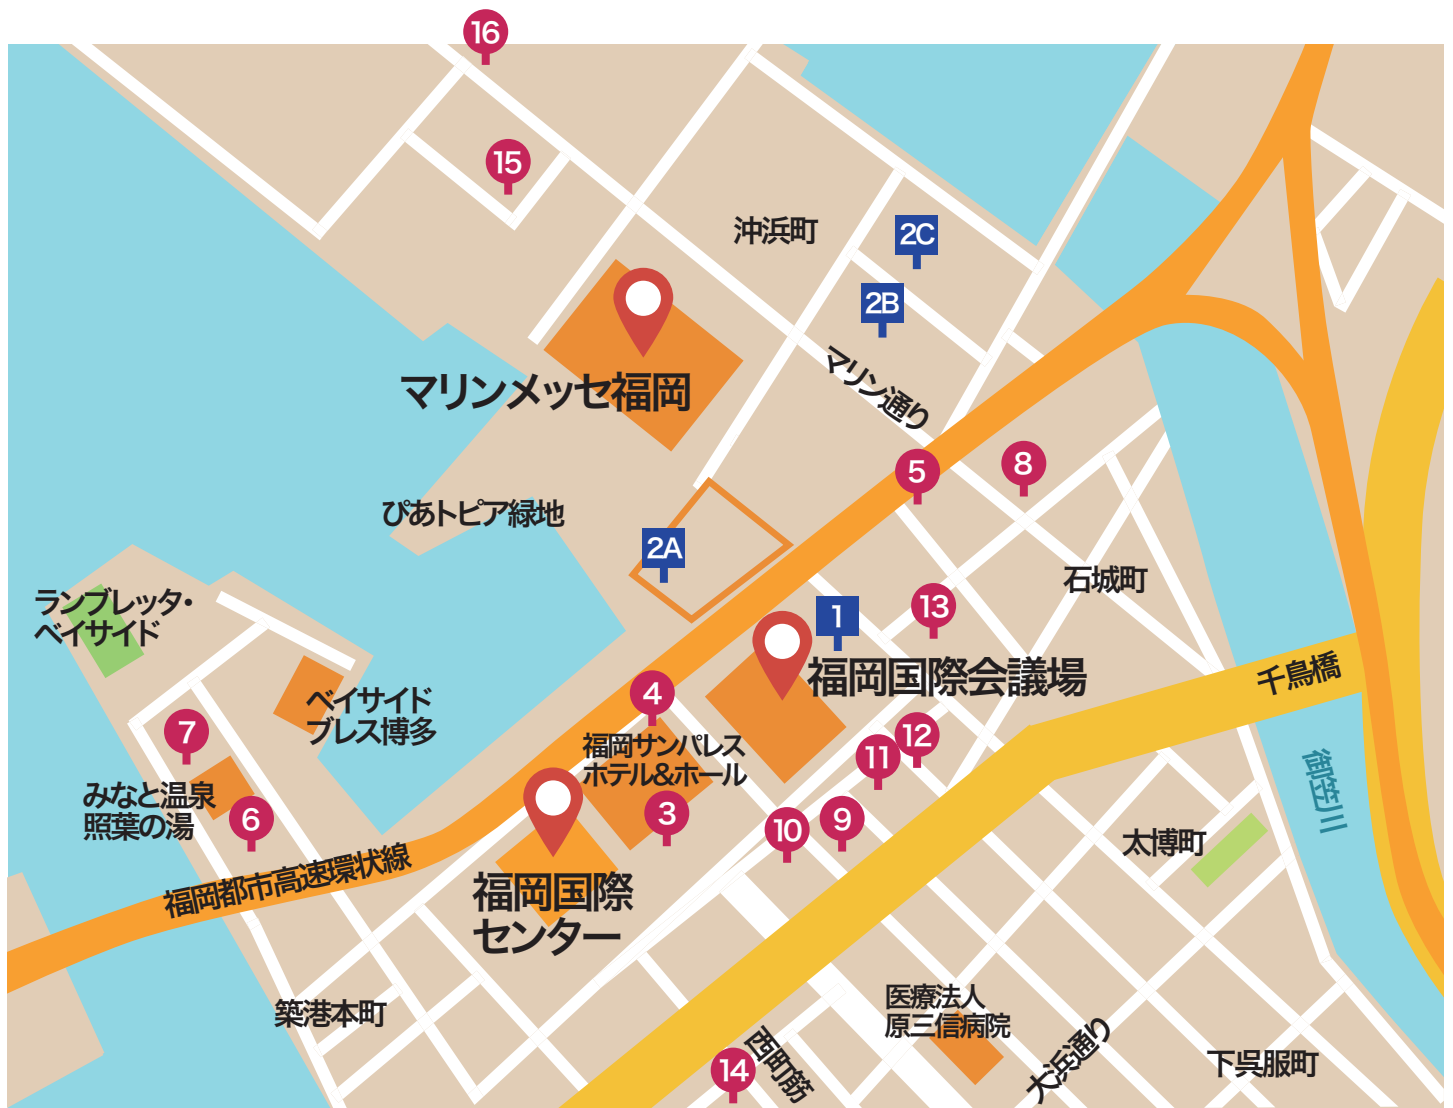 16
15
沖浜町
2C
2B
マリンメッセ福岡
マリン通り
5
8
ぴあトピア緑地
2A
石城町
ランブレッタ・
ベイサイド
1
13
福岡国際会議場
千鳥橋
ベイサイド
プレス博多
4
7
福岡サンパレス
ホテル&ホール
12
11
みなと温泉
照葉の湯
6
3
10
9
御笠川
太博町
福岡都市高速環状線
福岡国際
センター
築港本町
医療法人
原三信病院
西町筋
14
大浜通り
下呉服町